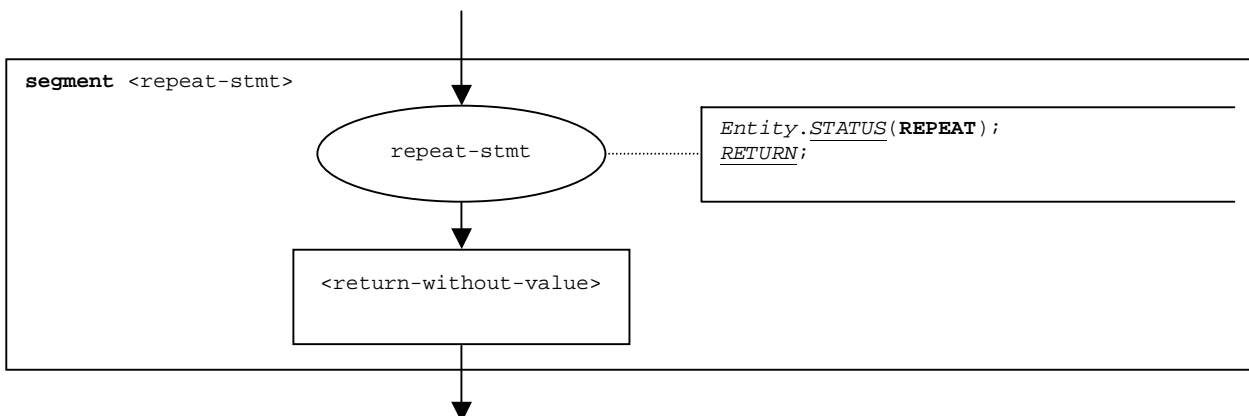 segment <repeat-stmt>
repeat-stmt
Entity.STATUS(REPEAT);
RETURN;
<return-without-value>